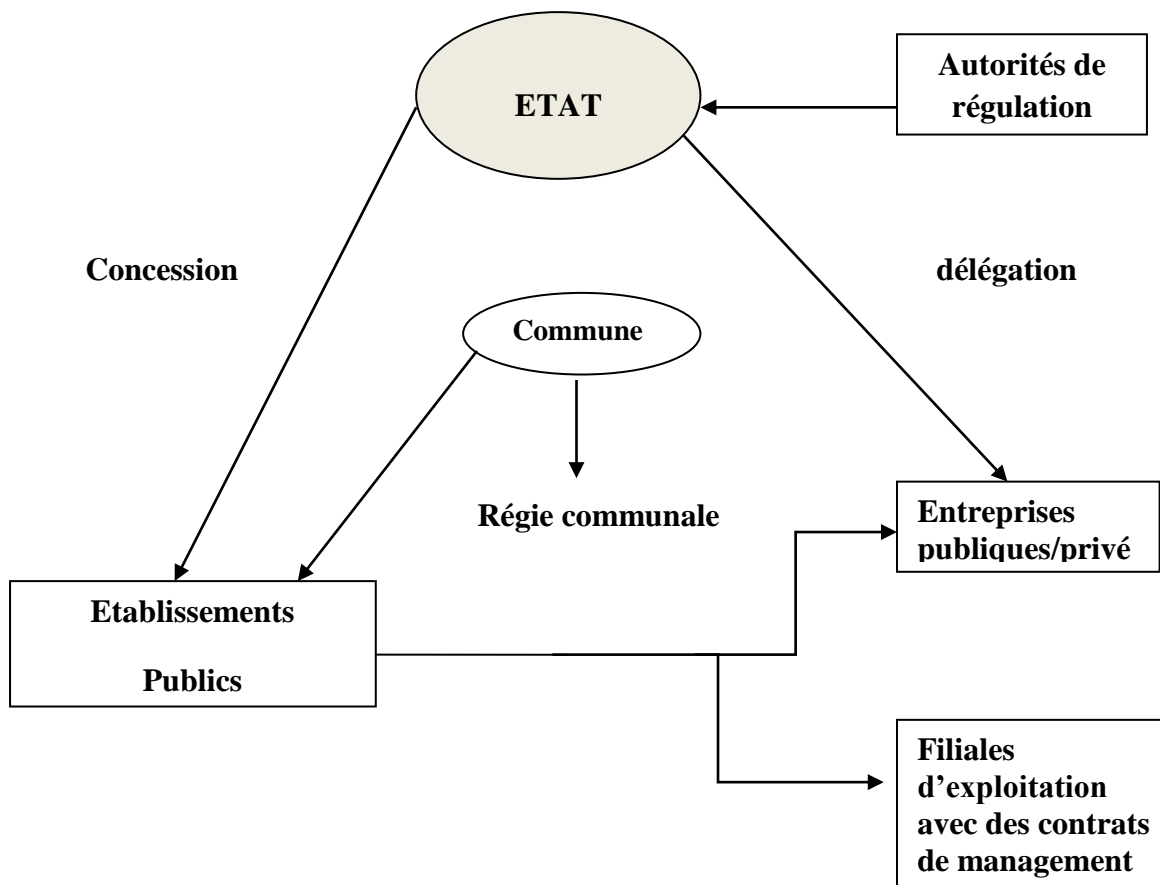 ETAT
Autorités de
régulation
Concession
délégation
Commune
Régie communale
Entreprises
publiques/privé
Etablissements
Publics
Filiales
d’exploitation
avec des contrats
de management